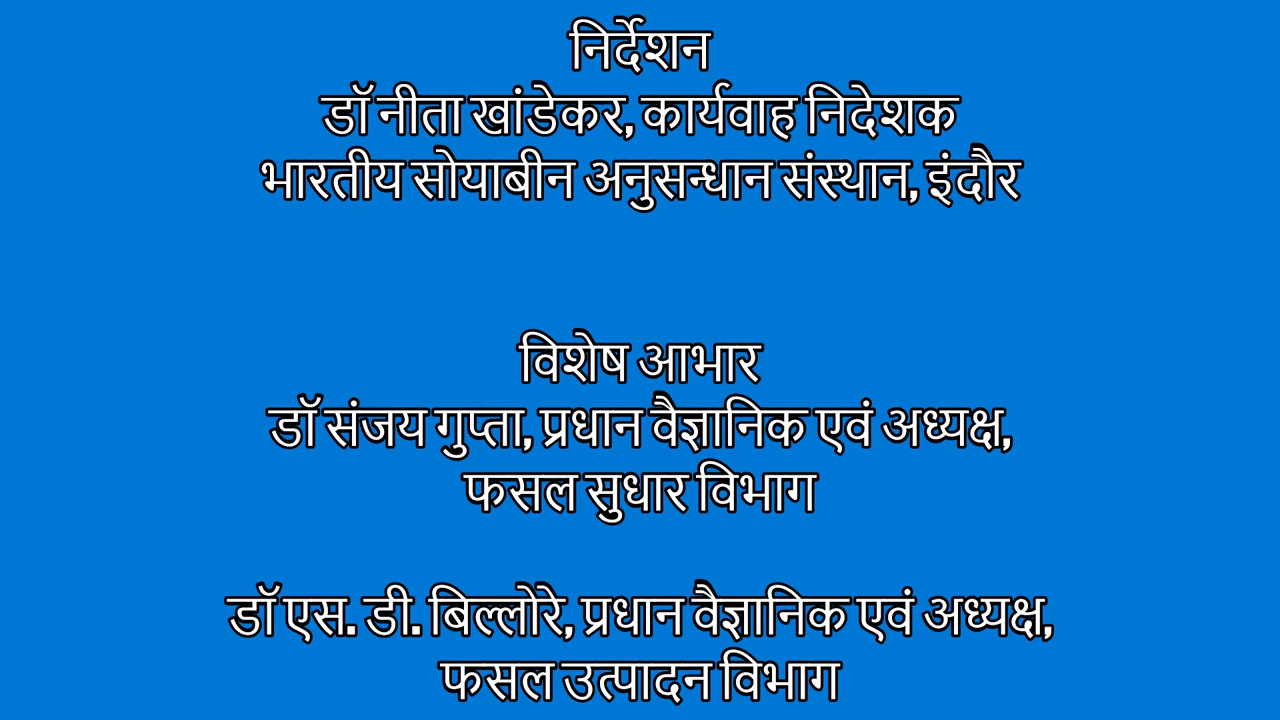 निर्देशन
डॉ नीता खांडेकर, कार्यवाह निदेशक
भारतीय सोयाबीन अनुसन्धान संस्थान, इंदौर
विशेष आभार
डॉ संजय गुप्ता, प्रधान वैज्ञानिक एवं अध्यक्ष,
फसल सुधार विभाग
डॉ एस. डी. बिल्लोरे, प्रधान वैज्ञानिक एवं अध्यक्ष,
फसल उत्पादन विभाग